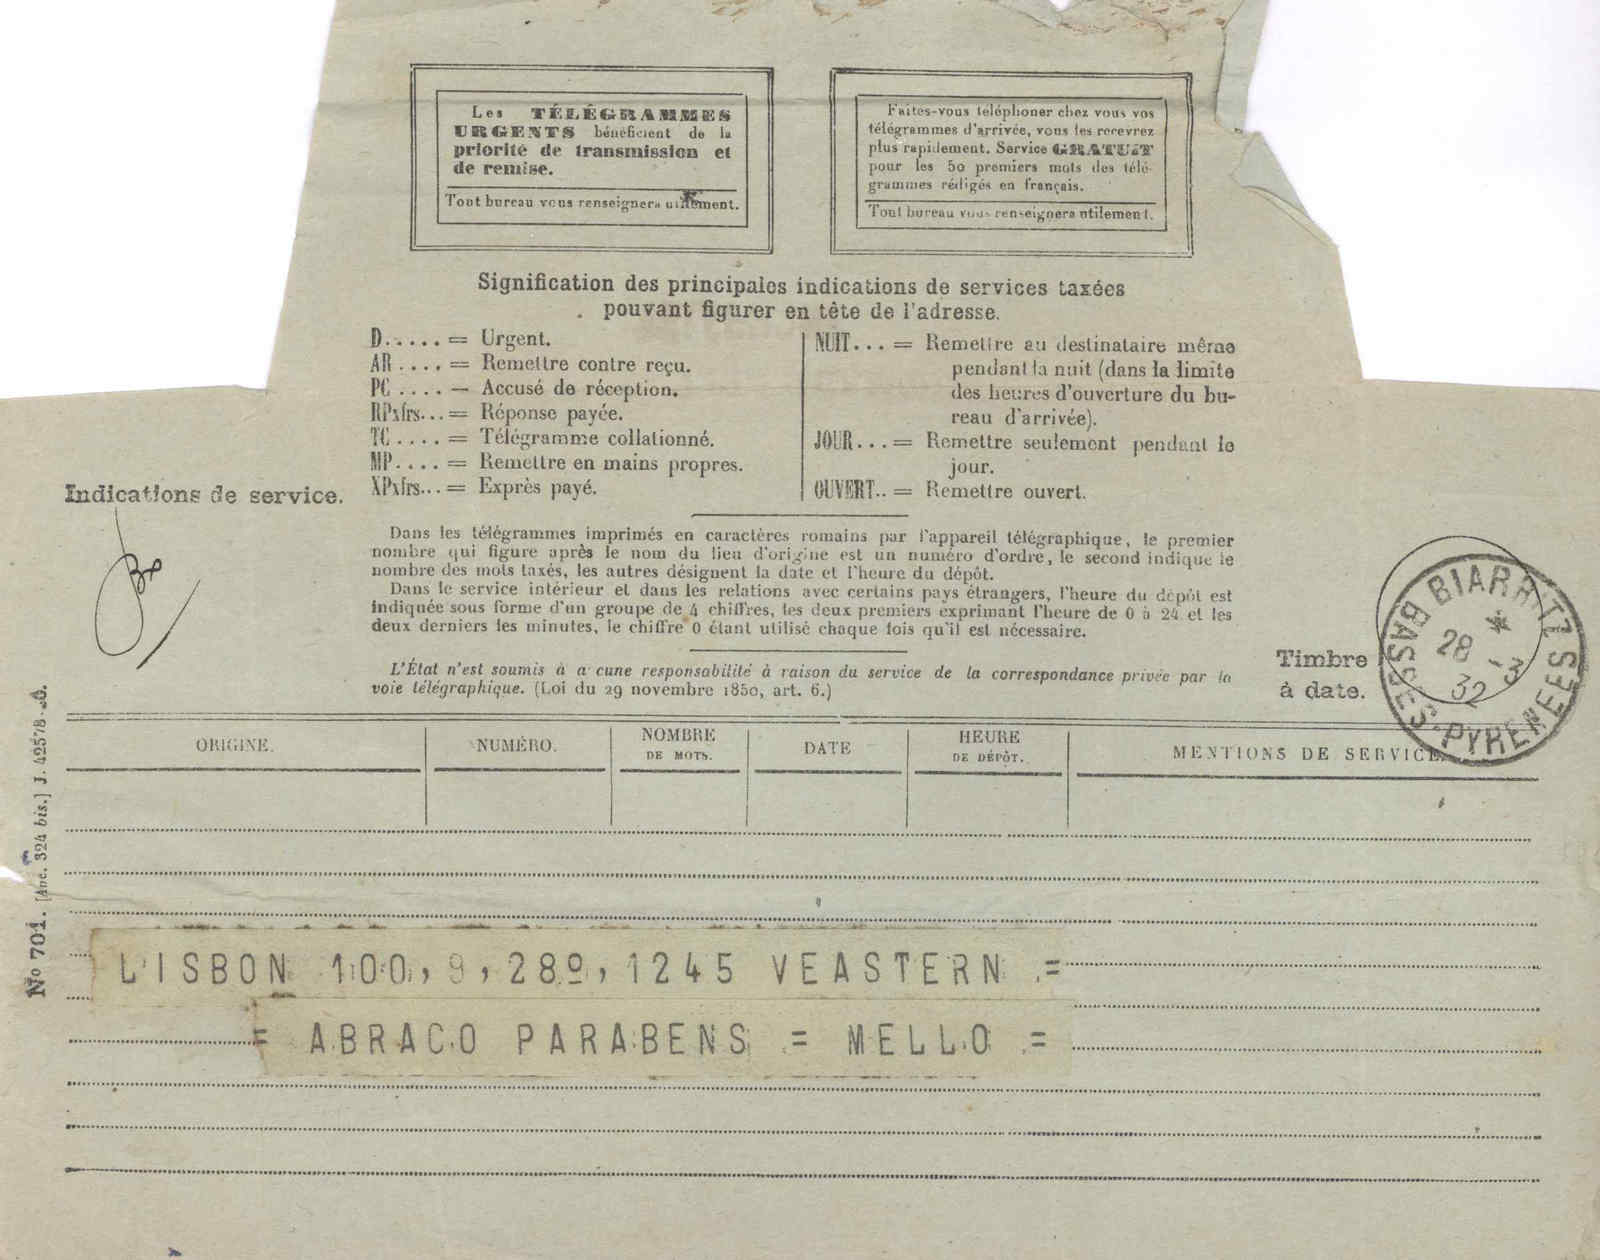 Les TÉLÉGRAMMES
URGENTS bénéficient de la
priorité de transmission et
de remise.
Tout bureau vous renseignera utilement.
Faites-vous téléphoner chez vous vos
télégrammes d'arrivée, vous les recevrez
plus rapidement. Service GRATUIT
pour les 50 premiers mots des télé-
grammes rédigés en français.
Tout bureau vous renseignera utilement.
Signification des principales indications de services taxées
pouvant figurer en tête de l'adresse.
D..... = Urgent.
AR .... = Remettre contre reçu.
PC .... — Accusé de réception.
RPxfrs... = Réponse payée.
TC .... = Télégramme collationné.
MP.... = Remettre en mains propres.
XPxfrs... = Exprès payé.
NUIT... = Remettre au destinataire même
pendant la nuit (dans la limite
des heures d'ouverture du bu-
reau d'arrivée).
JOUR... = Remettre seulement pendant le
jour.
OUVERT.. = Remettre ouvert.
Indications de service.
Dans les télégrammes imprimés en caractères romains par l'appareil télégraphique, le premier
nombre qui figure après le nom du lieu d'origine est un numéro d'ordre, le second indique le
nombre des mots taxés, les autres désignent la date et l'heure du dépôt.
Dans le service intérieur et dans les relations avec certains pays étrangers, l'heure du dépôt est
indiquée sous forme d'un groupe de 4 chiffres, les deux premiers exprimant l'heure de 0 à 24 et les
deux derniers les minutes, le chiffre 0 étant utilisé chaque fois qu'il est nécessaire.
L'État n'est soumis à a cune responsabilité à raison du service de la correspondance privée par la
voie télégraphique. (Loi du 29 novembre 1850, art. 6.)
Timbre
à date.
BIARRITZ
28 -3
32
BASSES-PYRENEES
ORIGINE.
NUMÉRO.
NOMBRE
DE MOTS.
DATE
HEURE
DE DÉPÔT.
MENTIONS DE SERVICE.
N° 701. [Anc. 324 bis.] J. 42578
LISBON 100, 9, 28º, 1245 VEASTERN =
= ABRACO PARABENS = MELLO =